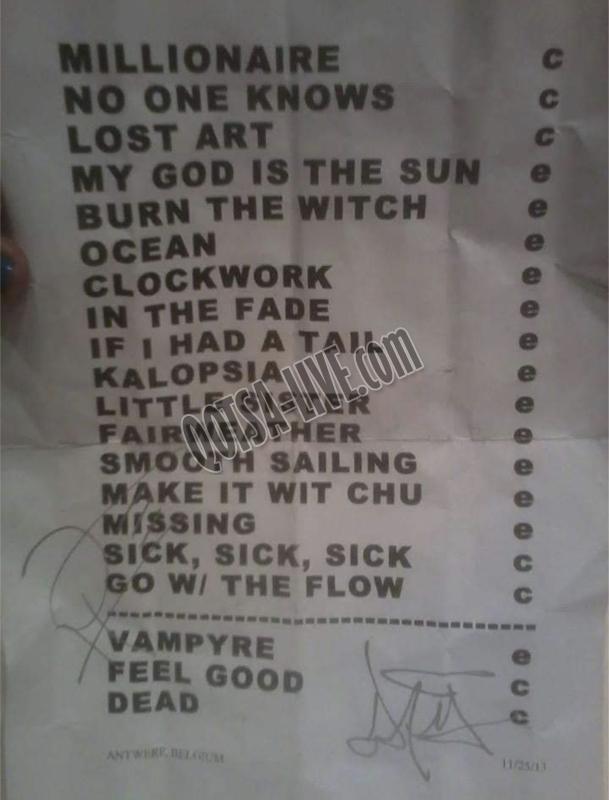 MILLIONAIRE c
NO ONE KNOWS c
LOST ART c
MY GOD IS THE SUN e
BURN THE WITCH e
OCEAN e
CLOCKWORK e
IN THE FADE e
IF I HAD A TAIL e
KALOPSIA e
LITTLE SISTER e
FAIRWEATHER e
SMOOTH SAILING e
MAKE IT WIT CHU e
MISSING e
SICK, SICK, SICK c
GO W/ THE FLOW c
VAMPYRE e
FEEL GOOD c
DEAD c
ANTWERP, BELGIUM 11/25/13
QOTSA-LIVE.com